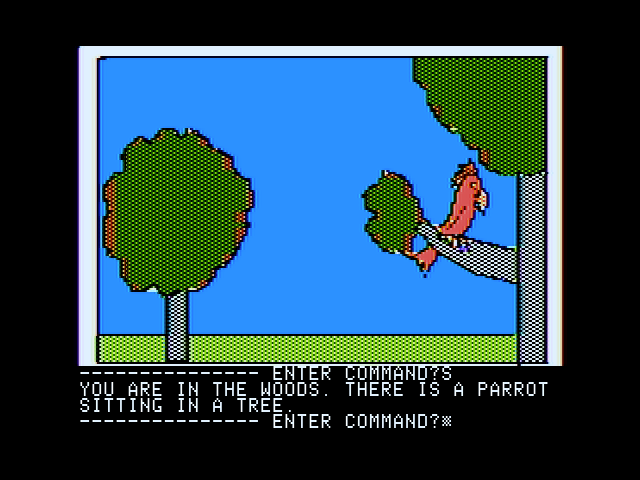 --------------- ENTER COMMAND?S
YOU ARE IN THE WOODS. THERE IS A PARROT
SITTING IN A TREE.
--------------- ENTER COMMAND?